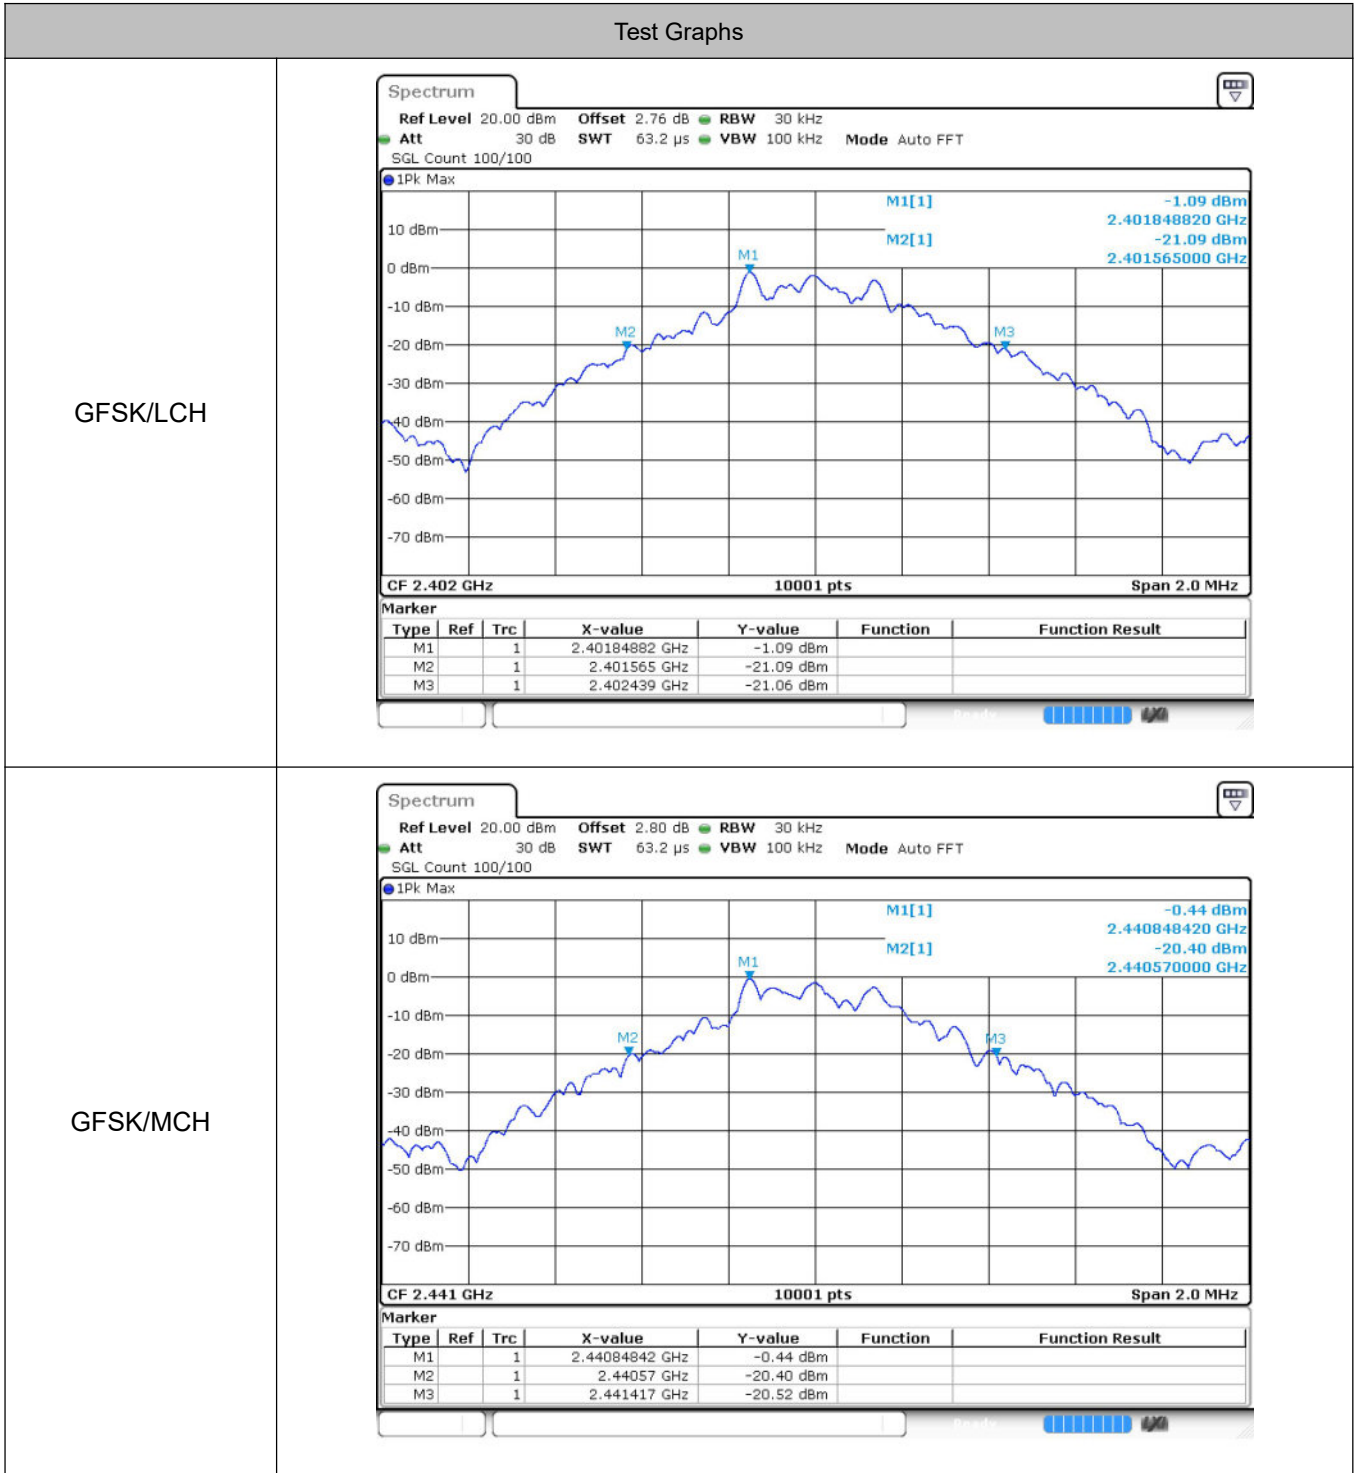 Test Graphs
GFSK/LCH
Spectrum
Ref Level 20.00 dBm Offset 2.76 dB RBW 30 kHz
Att 30 dB SWT 63.2 µs VBW 100 kHz Mode Auto FFT
SGL Count 100/100
1Pk Max
M1[1] -1.09 dBm
2.401848820 GHz
M2[1] -21.09 dBm
2.401565000 GHz
10 dBm
0 dBm
-10 dBm
-20 dBm
-30 dBm
-40 dBm
-50 dBm
-60 dBm
-70 dBm
M1
M2
M3
CF 2.402 GHz 10001 pts Span 2.0 MHz
Marker
Type Ref Trc X-value Y-value Function Function Result
M1 1 2.40184882 GHz -1.09 dBm
M2 1 2.401565 GHz -21.09 dBm
M3 1 2.402439 GHz -21.06 dBm
Ready
GFSK/MCH
Spectrum
Ref Level 20.00 dBm Offset 2.80 dB RBW 30 kHz
Att 30 dB SWT 63.2 µs VBW 100 kHz Mode Auto FFT
SGL Count 100/100
1Pk Max
M1[1] -0.44 dBm
2.440848420 GHz
M2[1] -20.40 dBm
2.440570000 GHz
10 dBm
0 dBm
-10 dBm
-20 dBm
-30 dBm
-40 dBm
-50 dBm
-60 dBm
-70 dBm
M1
M2
M3
CF 2.441 GHz 10001 pts Span 2.0 MHz
Marker
Type Ref Trc X-value Y-value Function Function Result
M1 1 2.44084842 GHz -0.44 dBm
M2 1 2.44057 GHz -20.40 dBm
M3 1 2.441417 GHz -20.52 dBm
Ready